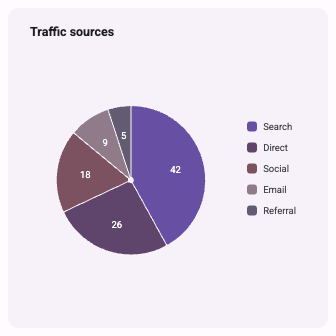 Traffic sources
Search
Direct
Social
Email
Referral
42
26
18
9
5